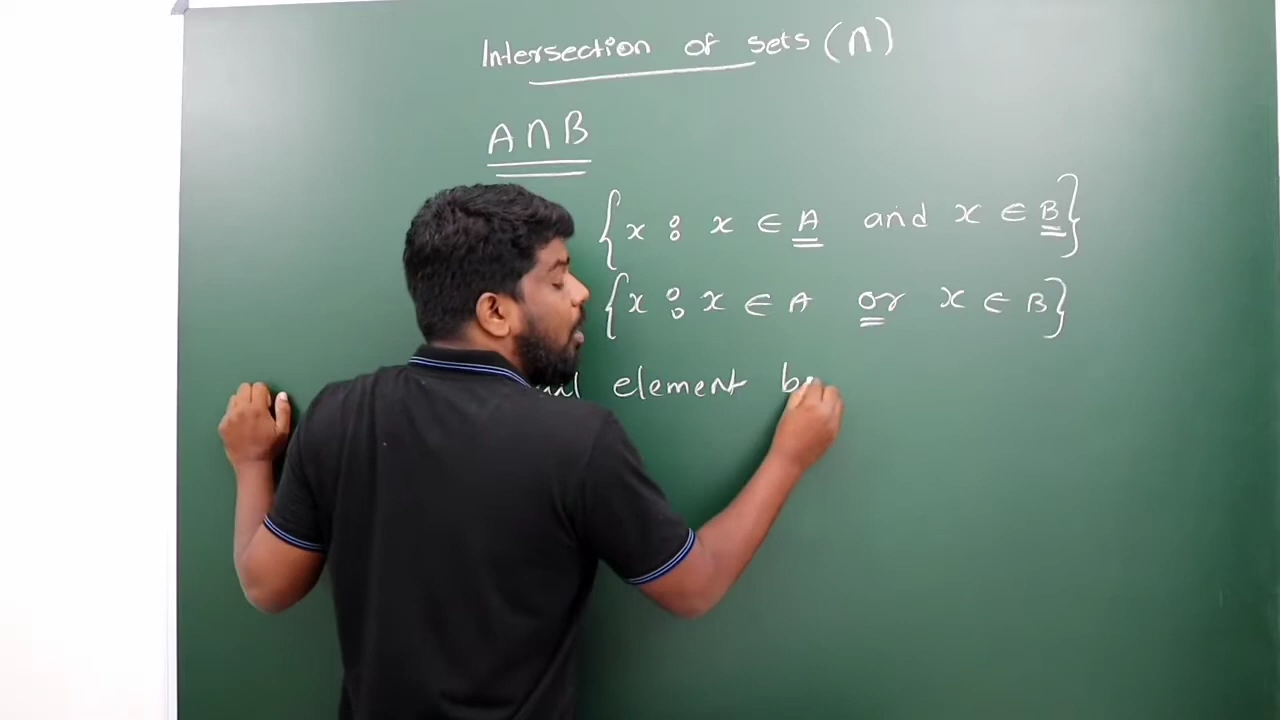 Intersection of sets (∩)
A∩B
{x : x ∈ A and x ∈ B}
{x : x ∈ A or x ∈ B}
element